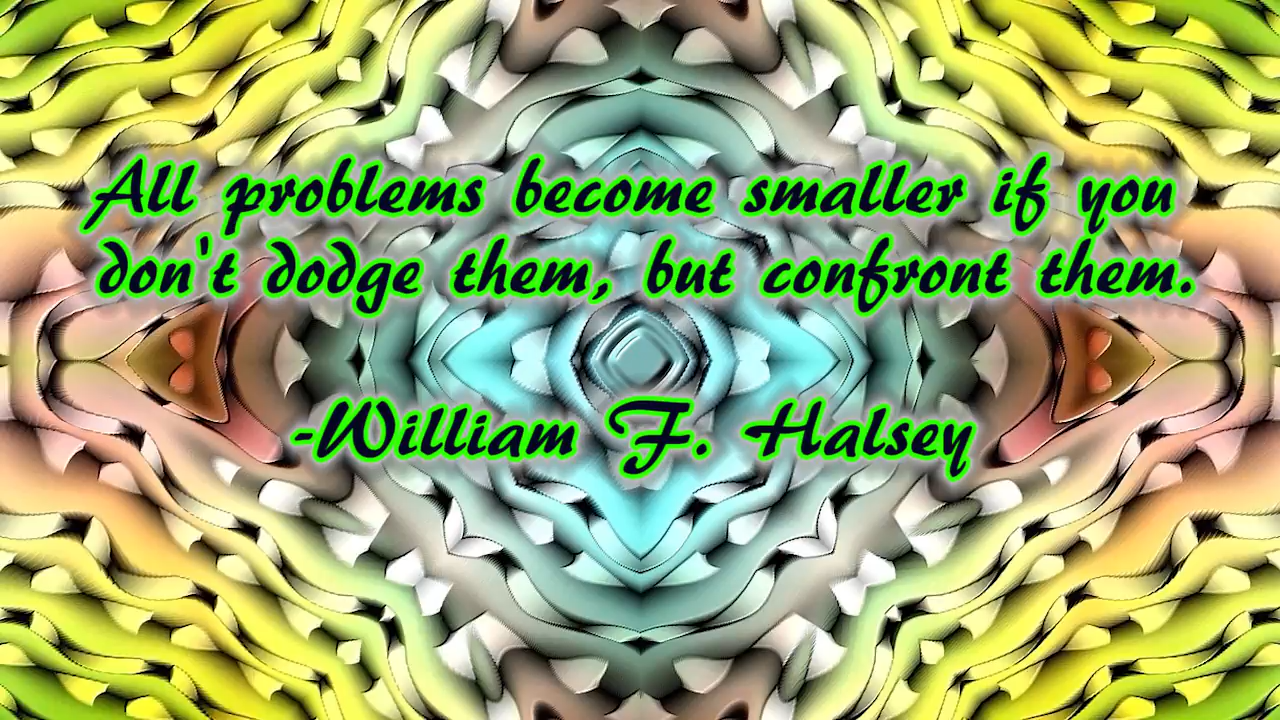 All problems become smaller if you
don't dodge them, but confront them.
-William F. Halsey